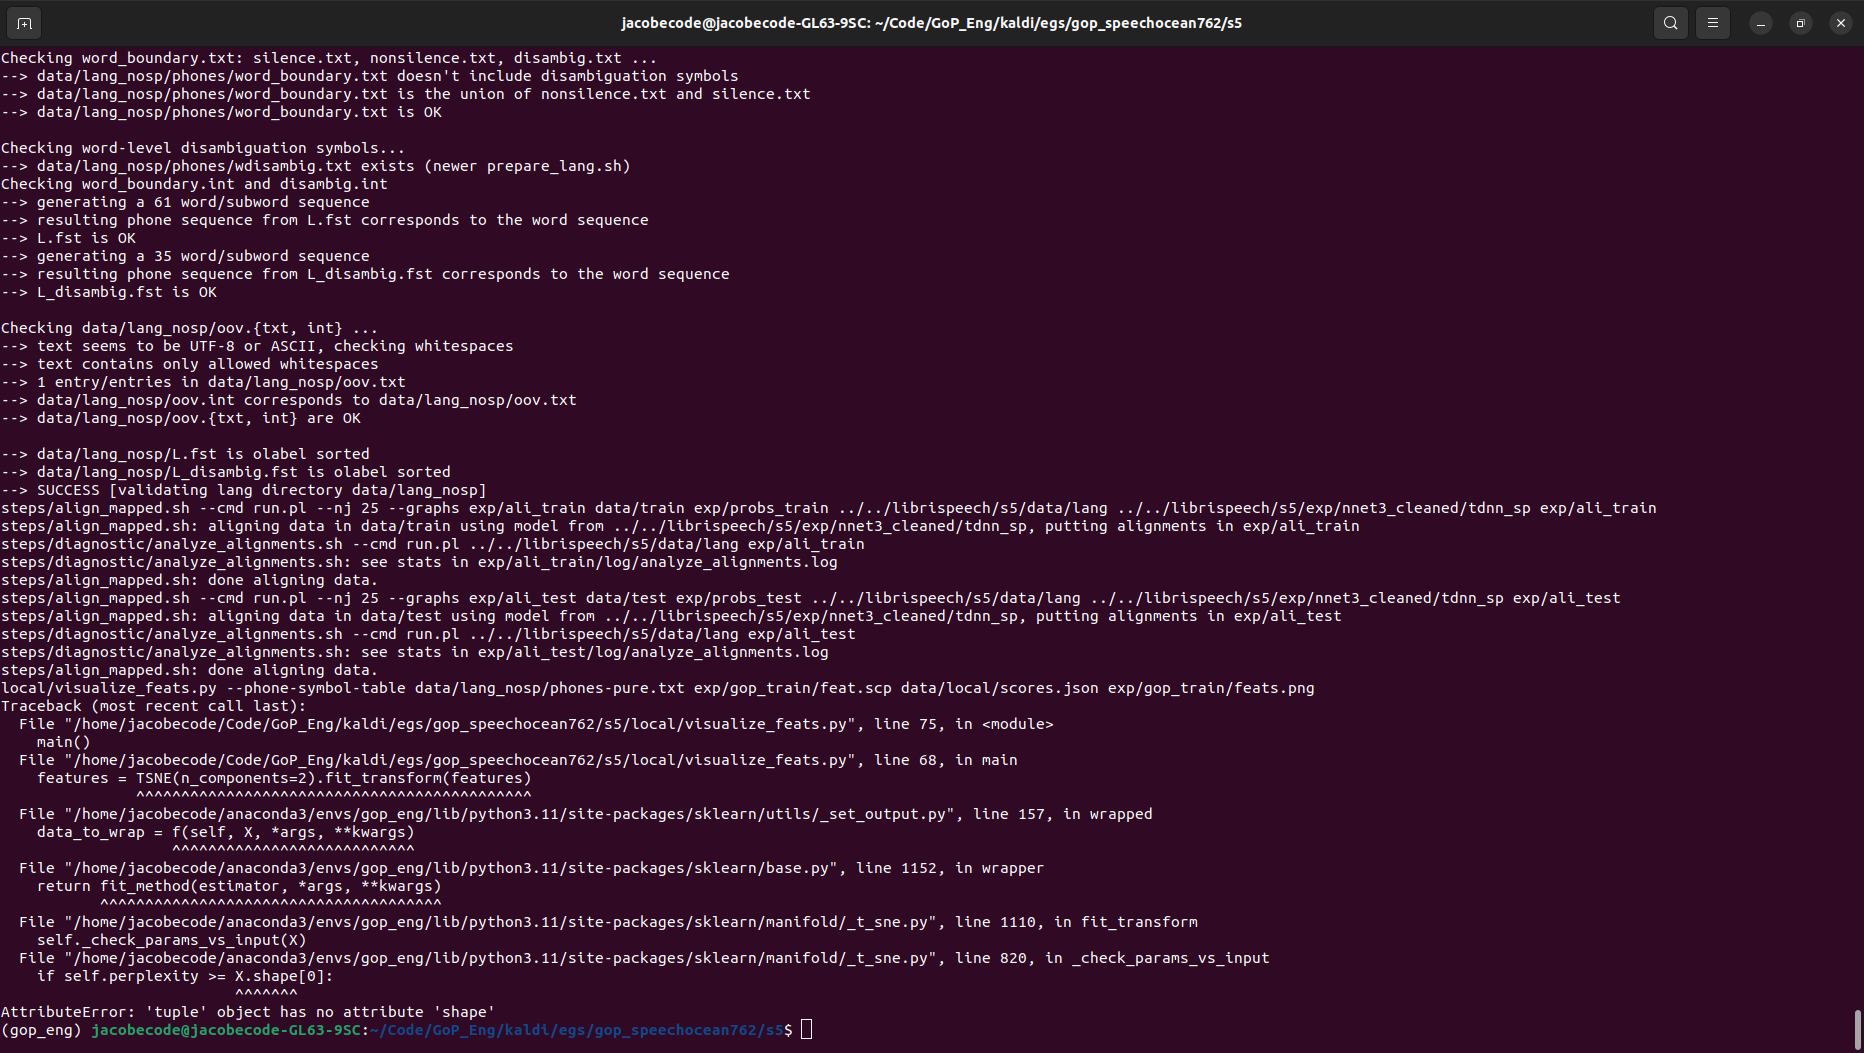 jacobecode@jacobecode-GL63-9SC: ~/Code/GoP_Eng/kaldi/egs/gop_speechocean762/s5
Checking word_boundary.txt: silence.txt, nonsilence.txt, disambig.txt ...
--> data/lang_nosp/phones/word_boundary.txt doesn't include disambiguation symbols
--> data/lang_nosp/phones/word_boundary.txt is the union of nonsilence.txt and silence.txt
--> data/lang_nosp/phones/word_boundary.txt is OK

Checking word-level disambiguation symbols...
--> data/lang_nosp/phones/wdisambig.txt exists (newer prepare_lang.sh)
Checking word_boundary.int and disambig.int
--> generating a 61 word/subword sequence
--> resulting phone sequence from L.fst corresponds to the word sequence
--> L.fst is OK
--> generating a 35 word/subword sequence
--> resulting phone sequence from L_disambig.fst corresponds to the word sequence
--> L_disambig.fst is OK

Checking data/lang_nosp/oov.{txt, int} ...
--> text seems to be UTF-8 or ASCII, checking whitespaces
--> text contains only allowed whitespaces
--> 1 entry/entries in data/lang_nosp/oov.txt
--> data/lang_nosp/oov.int corresponds to data/lang_nosp/oov.txt
--> data/lang_nosp/oov.{txt, int} are OK

--> data/lang_nosp/L.fst is olabel sorted
--> data/lang_nosp/L_disambig.fst is olabel sorted
--> SUCCESS [validating lang directory data/lang_nosp]
steps/align_mapped.sh --cmd run.pl --nj 25 --graphs exp/ali_train data/train exp/probs_train ../../librispeech/s5/data/lang ../../librispeech/s5/exp/nnet3_cleaned/tdnn_sp exp/ali_train
steps/align_mapped.sh: aligning data in data/train using model from ../../librispeech/s5/exp/nnet3_cleaned/tdnn_sp, putting alignments in exp/ali_train
steps/diagnostic/analyze_alignments.sh --cmd run.pl ../../librispeech/s5/data/lang exp/ali_train
steps/diagnostic/analyze_alignments.sh: see stats in exp/ali_train/log/analyze_alignments.log
steps/align_mapped.sh: done aligning data.
steps/align_mapped.sh --cmd run.pl --nj 25 --graphs exp/ali_test data/test exp/probs_test ../../librispeech/s5/data/lang ../../librispeech/s5/exp/nnet3_cleaned/tdnn_sp exp/ali_test
steps/align_mapped.sh: aligning data in data/test using model from ../../librispeech/s5/exp/nnet3_cleaned/tdnn_sp, putting alignments in exp/ali_test
steps/diagnostic/analyze_alignments.sh --cmd run.pl ../../librispeech/s5/data/lang exp/ali_test
steps/diagnostic/analyze_alignments.sh: see stats in exp/ali_test/log/analyze_alignments.log
steps/align_mapped.sh: done aligning data.
local/visualize_feats.py --phone-symbol-table data/lang_nosp/phones-pure.txt exp/gop_train/feat.scp data/local/scores.json exp/gop_train/feats.png
Traceback (most recent call last):
  File "/home/jacobecode/Code/GoP_Eng/kaldi/egs/gop_speechocean762/s5/local/visualize_feats.py", line 75, in <module>
    main()
  File "/home/jacobecode/Code/GoP_Eng/kaldi/egs/gop_speechocean762/s5/local/visualize_feats.py", line 68, in main
    features = TSNE(n_components=2).fit_transform(features)
               ^^^^^^^^^^^^^^^^^^^^^^^^^^^^^^^^^^^^^^^^^^^^
  File "/home/jacobecode/anaconda3/envs/gop_eng/lib/python3.11/site-packages/sklearn/utils/_set_output.py", line 157, in wrapped
    data_to_wrap = f(self, X, *args, **kwargs)
                   ^^^^^^^^^^^^^^^^^^^^^^^^^^^
  File "/home/jacobecode/anaconda3/envs/gop_eng/lib/python3.11/site-packages/sklearn/base.py", line 1152, in wrapper
    return fit_method(estimator, *args, **kwargs)
           ^^^^^^^^^^^^^^^^^^^^^^^^^^^^^^^^^^^^^^
  File "/home/jacobecode/anaconda3/envs/gop_eng/lib/python3.11/site-packages/sklearn/manifold/_t_sne.py", line 1110, in fit_transform
    self._check_params_vs_input(X)
  File "/home/jacobecode/anaconda3/envs/gop_eng/lib/python3.11/site-packages/sklearn/manifold/_t_sne.py", line 820, in _check_params_vs_input
    if self.perplexity >= X.shape[0]:
                          ^^^^^^^
AttributeError: 'tuple' object has no attribute 'shape'
(gop_eng) jacobecode@jacobecode-GL63-9SC:~/Code/GoP_Eng/kaldi/egs/gop_speechocean762/s5$